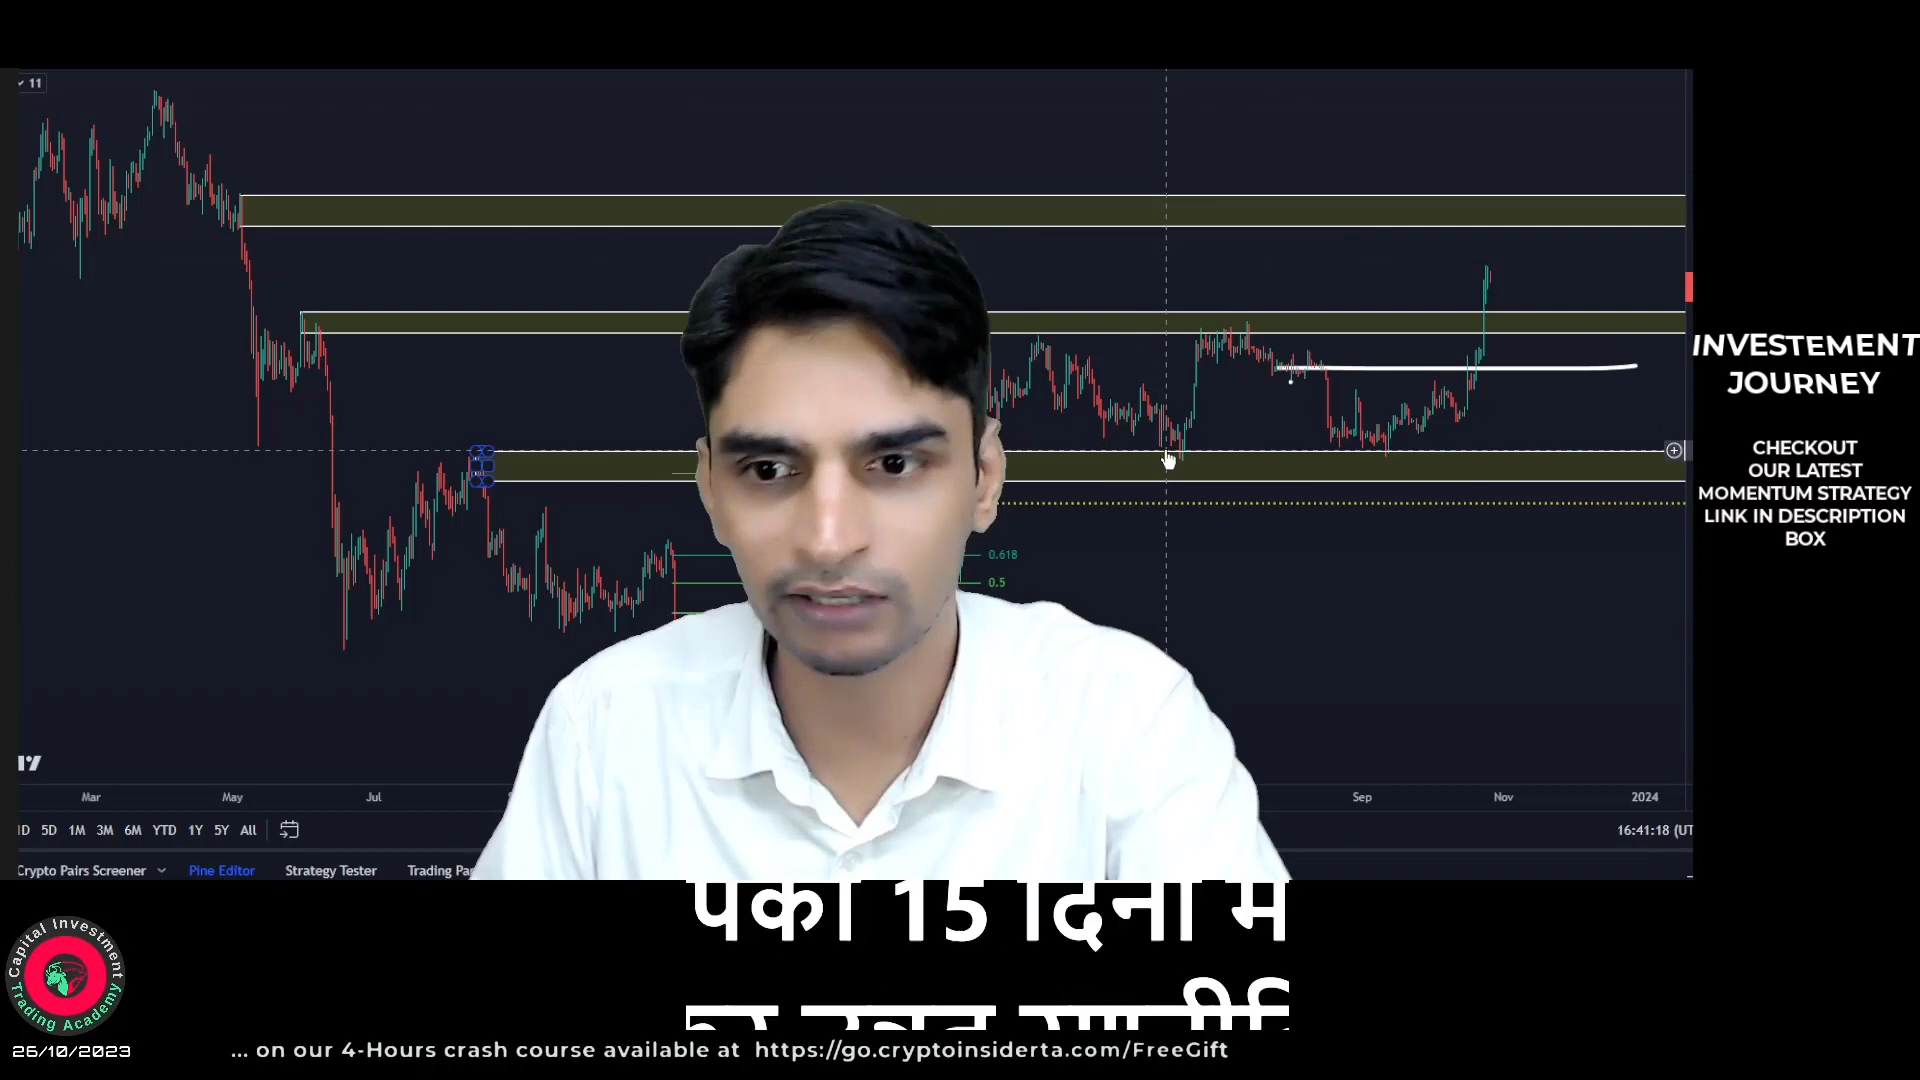 11
INVESTEMENT
JOURNEY
CHECKOUT
OUR LATEST
MOMENTUM STRATEGY
LINK IN DESCRIPTION
BOX
0.618
0.5
Mar May Jul Sep Nov 2024
5D 1M 3M 6M YTD 1Y 5Y All
16:41:18 (UT
Crypto Pairs Screener Pine Editor Strategy Tester Trading Pa
15 दिनों में
Capital Investment
Trading Academy
26/10/2023
... on our 4-Hours crash course available at https://go.cryptoinsiderta.com/FreeGift